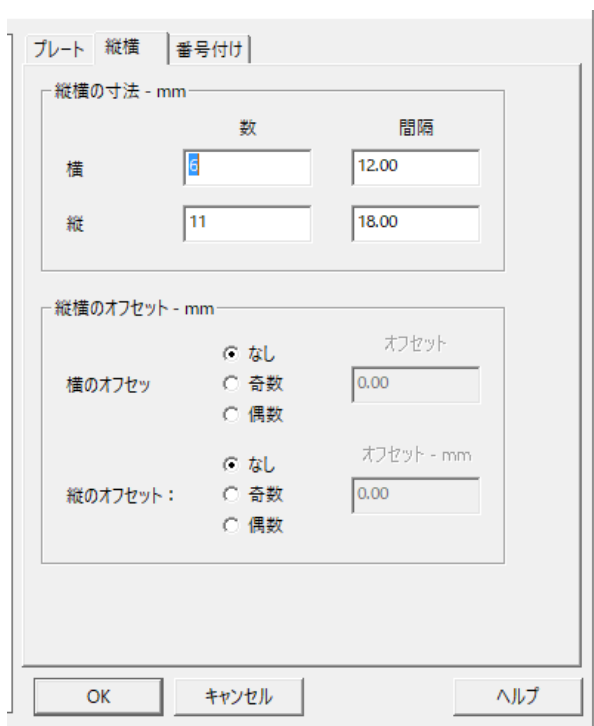 プレート 縦横 番号付け
縦横の寸法 - mm
数 間隔
横 6 12.00
縦 11 18.00
縦横のオフセット - mm
オフセット
なし
横のオフセッ 奇数 0.00
偶数
オフセット - mm
なし
縦のオフセット： 奇数 0.00
偶数
OK キャンセル ヘルプ